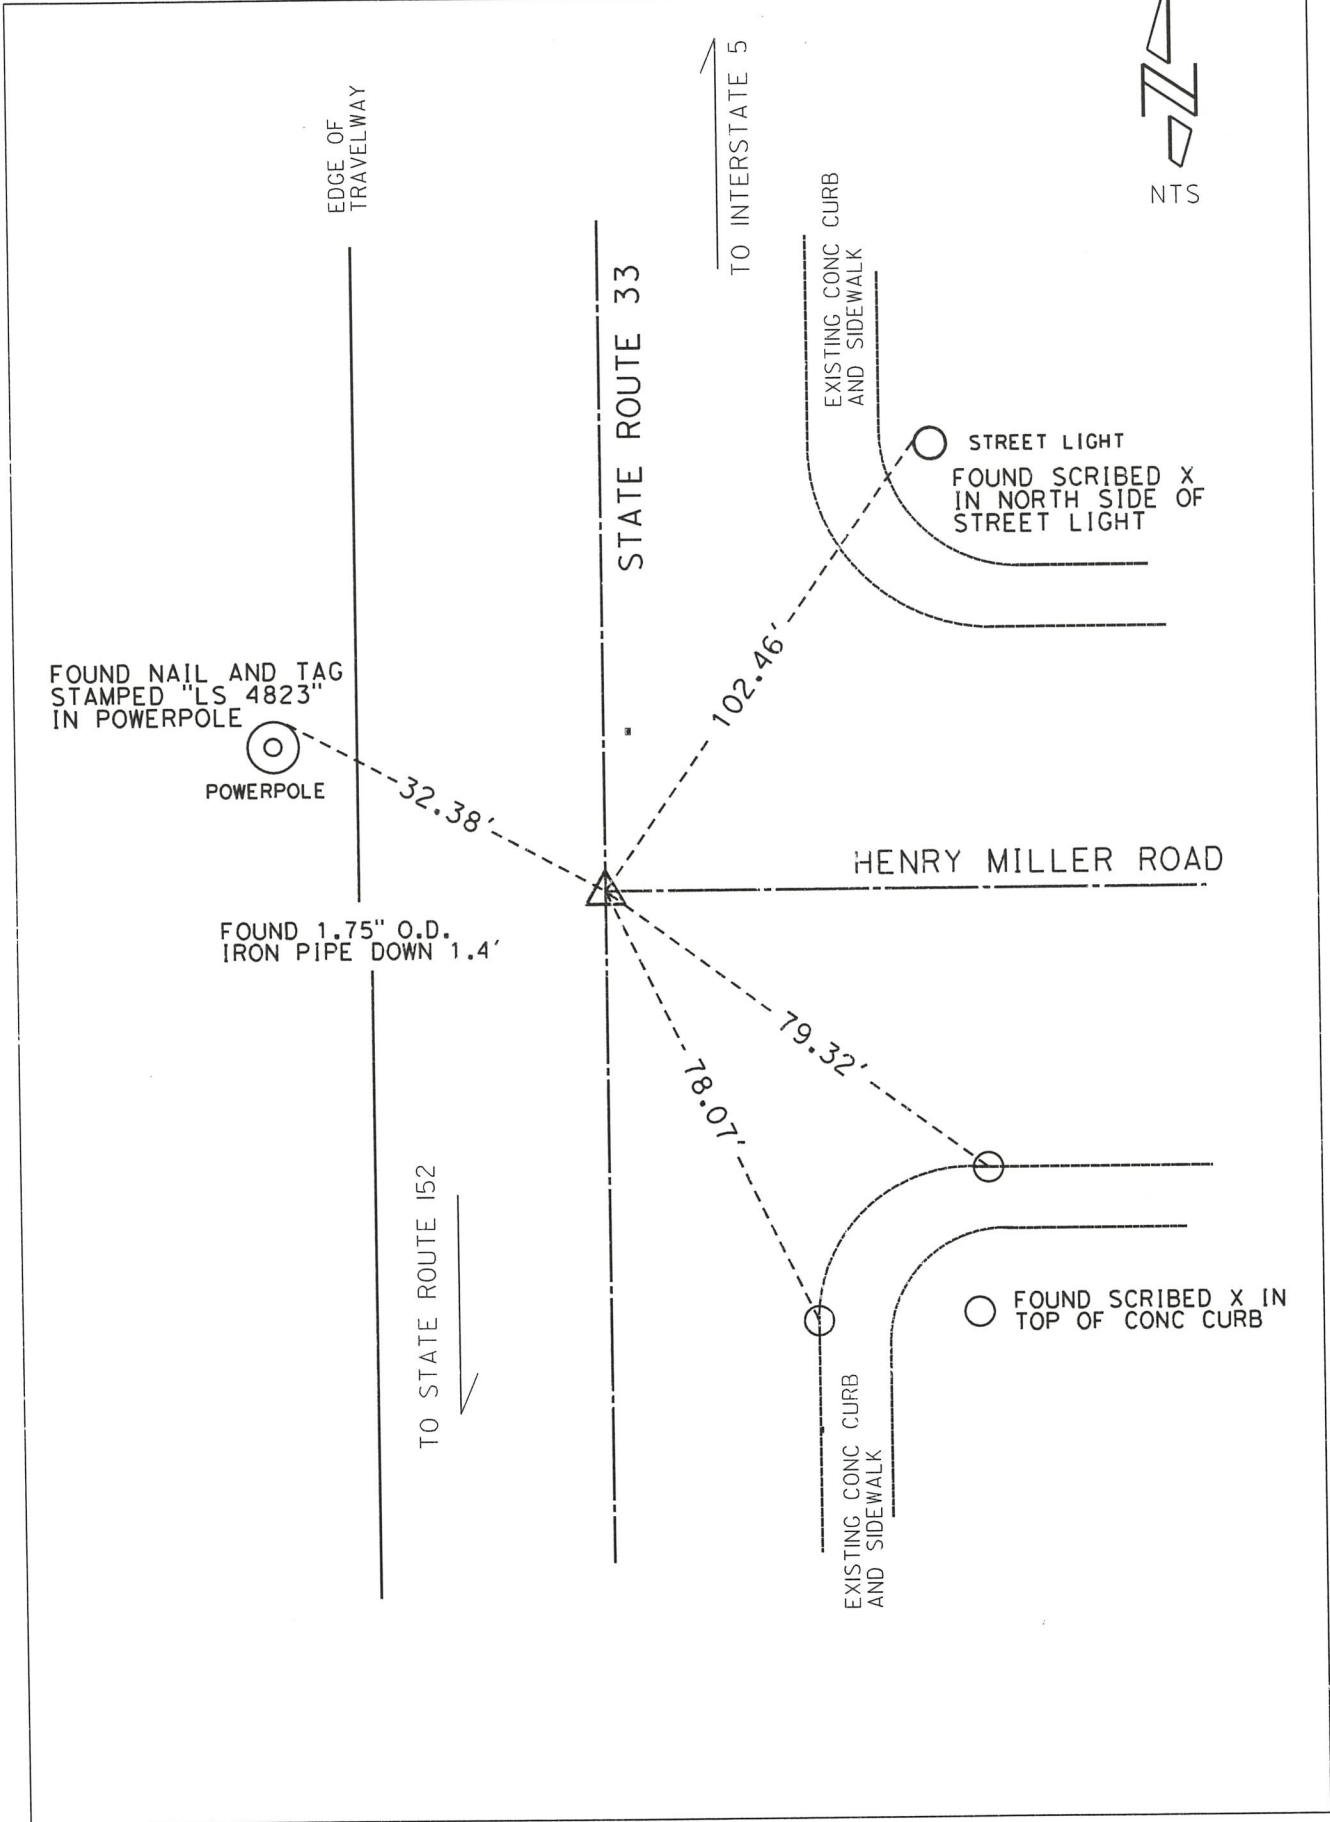 EDGE OF
TRAVELWAY
TO INTERSTATE 5
N
NTS
STATE ROUTE 33
EXISTING CONC CURB
AND SIDEWALK
STREET LIGHT
FOUND SCRIBED X
IN NORTH SIDE OF
STREET LIGHT
FOUND NAIL AND TAG
STAMPED "LS 4823"
IN POWERPOLE
POWERPOLE
32.38'
102.46'
HENRY MILLER ROAD
FOUND 1.75" O.D.
IRON PIPE DOWN 1.4'
79.32'
78.07'
TO STATE ROUTE 152
FOUND SCRIBED X IN
TOP OF CONC CURB
EXISTING CONC CURB
AND SIDEWALK